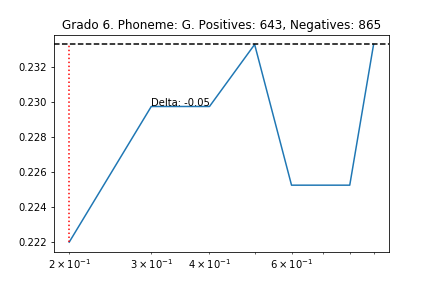 Grado 6. Phoneme: G. Positives: 643, Negatives: 865
0.232
0.230
Delta: -0.05
0.228
0.226
0.224
0.222
2 × 10⁻¹ 3 × 10⁻¹ 4 × 10⁻¹ 6 × 10⁻¹